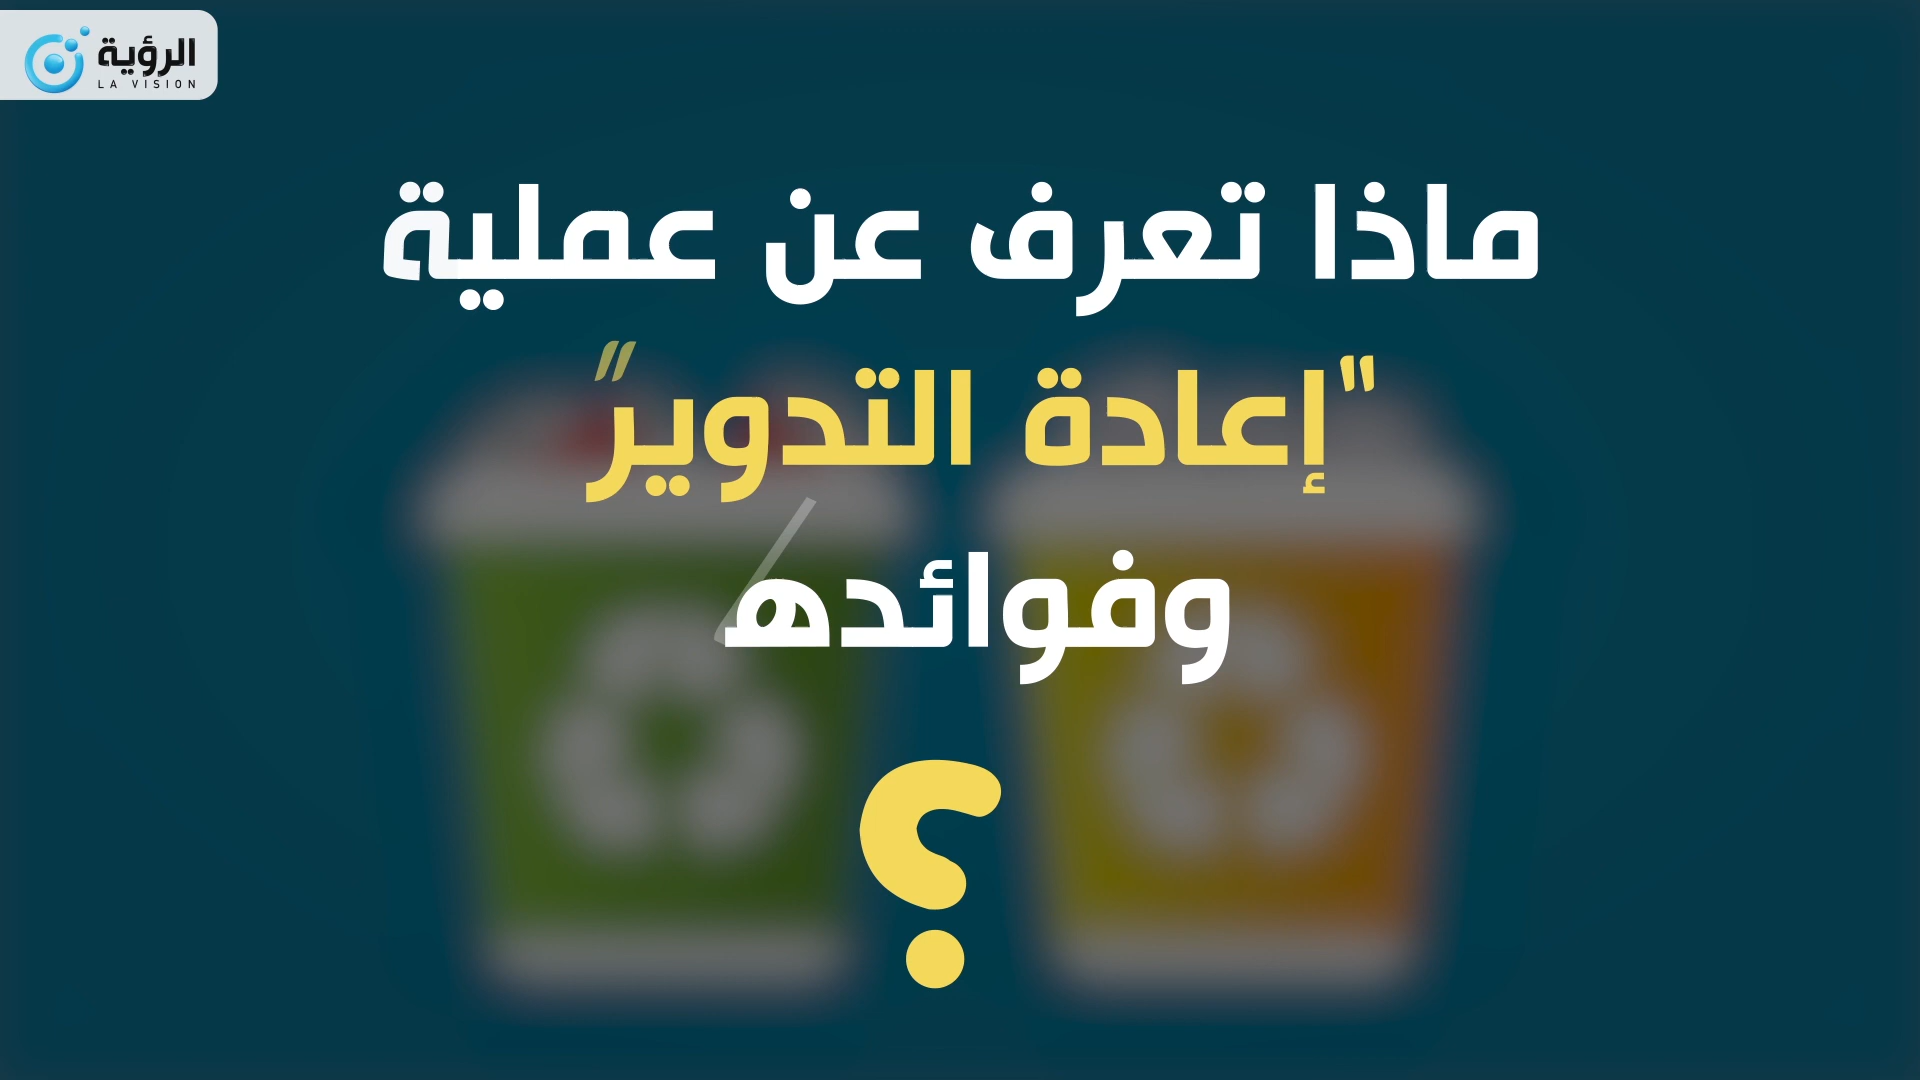 الرؤية
LA VISION
ماذا تعرف عن عملية
"إعادة التدوير"
وفوائده
؟